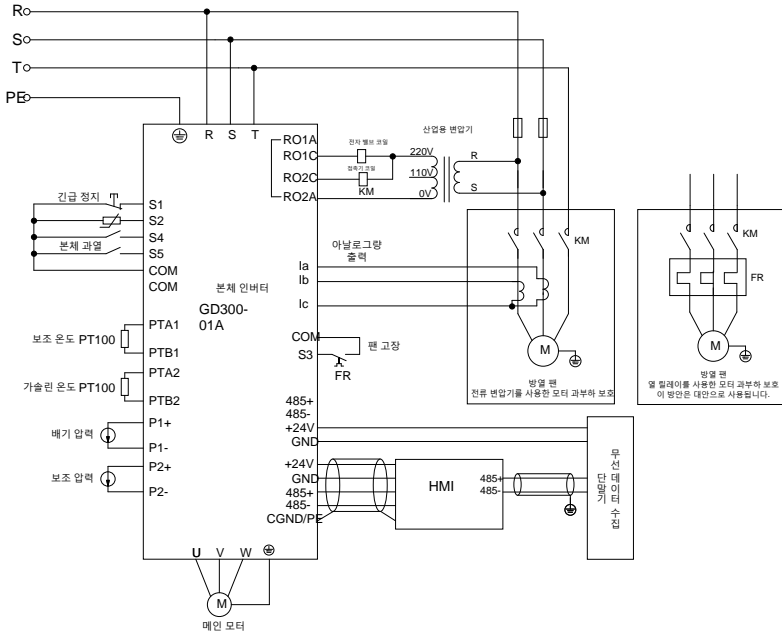 R
S
T
PE
R S T
산업용 변압기
RO1A
RO1C
RO2C
RO2A
전자 밸브 코일
접촉기 코일
KM
220V
110V
0V
R
S
긴급 정지
본체 과열
S1
S2
S4
S5
COM
COM
본체 인버터
GD300-
01A
아날로그량
출력
Ia
Ib
Ic
KM
M
방열 팬
전류 변압기를 사용한 모터 과부하 보호
KM
FR
M
방열 팬
열 릴레이를 사용한 모터 과부하 보호
이 방안은 대안으로 사용됩니다.
COM
S3
팬 고장
FR
보조 온도 PT100
PTA1
PTB1
가솔린 온도 PT100
PTA2
PTB2
배기 압력
P1+
P1-
보조 압력
P2+
P2-
485+
485-
+24V
GND
+24V
GND
485+
485-
CGND/PE
HMI
485+
485-
무선 데이터 수집
단말기
U V W
M
메인 모터